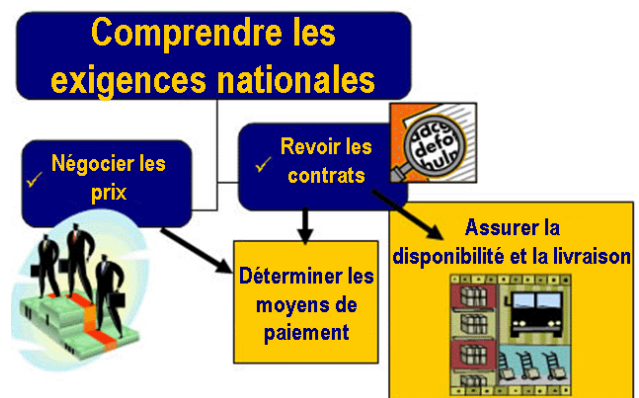 Comprendre les
exigences nationales
✓ Négocier les
prix
✓ Revoir les
contrats
Déterminer les
moyens de
paiement
Assurer la
disponibilité et la livraison